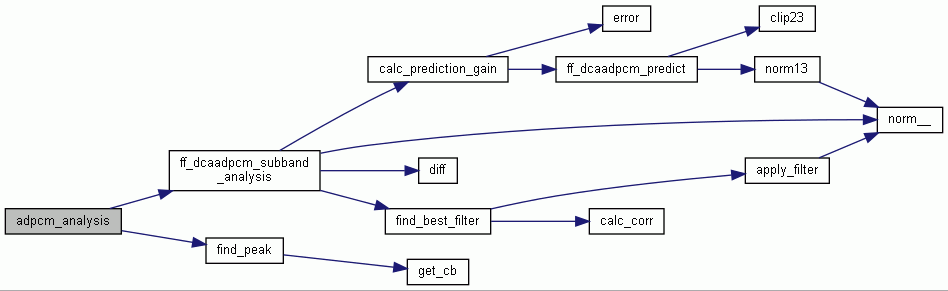 error
clip23
calc_prediction_gain
ff_dcaadpcm_predict
norm13
norm__
ff_dcaadpcm_subband
_analysis
diff
apply_filter
adpcm_analysis
find_best_filter
calc_corr
find_peak
get_cb